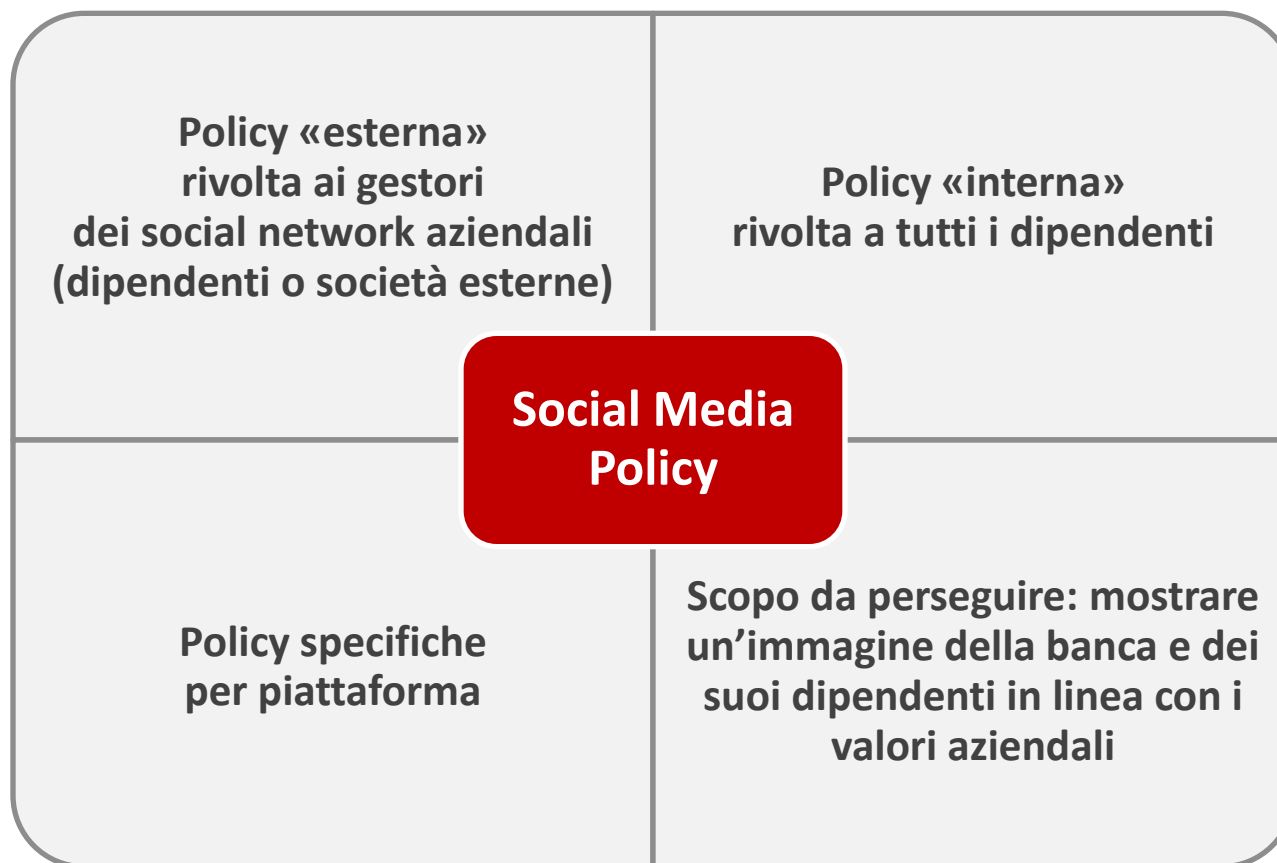 Policy «esterna»
rivolta ai gestori
dei social network aziendali
(dipendenti o società esterne)
Policy «interna»
rivolta a tutti i dipendenti
Social Media
Policy
Policy specifiche
per piattaforma
Scopo da perseguire: mostrare
un’immagine della banca e dei
suoi dipendenti in linea con i
valori aziendali